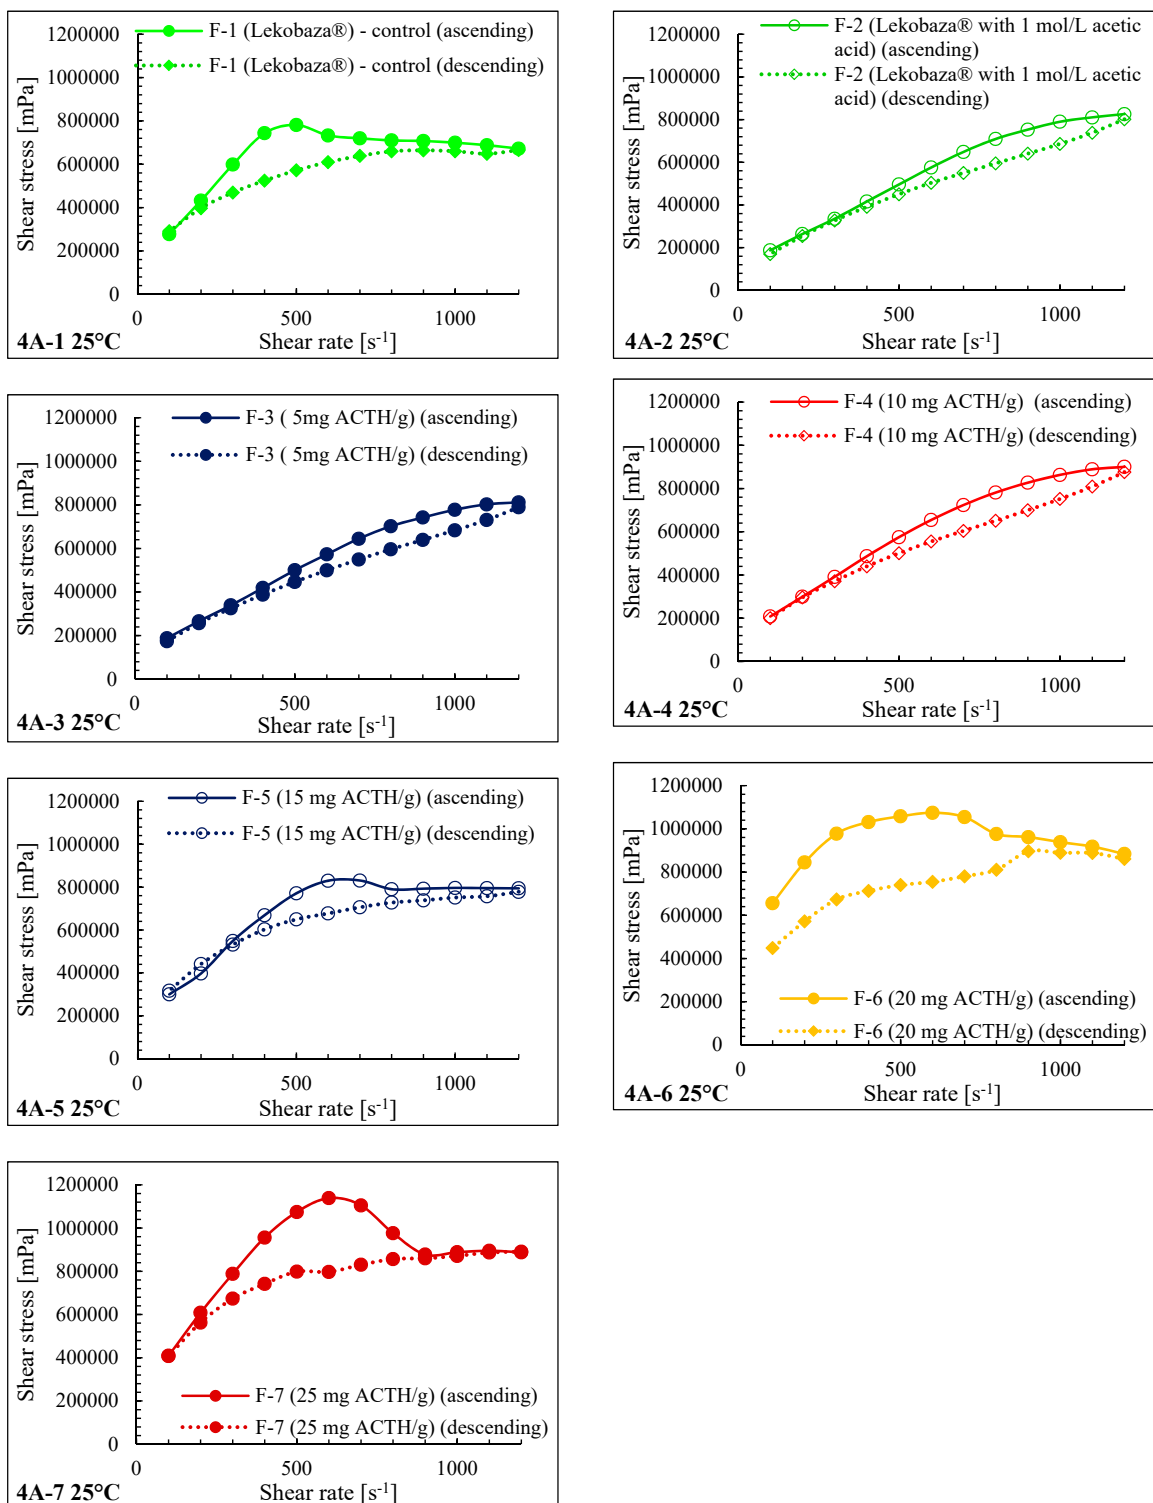 1200000
1000000
800000
600000
400000
200000
0
0
500
1000
Shear stress [mPa]
Shear rate [s-1]
F-1 (Lekobaza®) - control (ascending)
F-1 (Lekobaza®) - control (descending)
4A-1 25°C
1200000
1000000
800000
600000
400000
200000
0
0
500
1000
Shear stress [mPa]
Shear rate [s-1]
F-2 (Lekobaza® with 1 mol/L acetic
acid) (ascending)
F-2 (Lekobaza® with 1 mol/L acetic
acid) (descending)
4A-2 25°C
1200000
1000000
800000
600000
400000
200000
0
0
500
1000
Shear stress [mPa]
Shear rate [s-1]
F-3 ( 5mg ACTH/g) (ascending)
F-3 ( 5mg ACTH/g) (descending)
4A-3 25°C
1200000
1000000
800000
600000
400000
200000
0
0
500
1000
Shear stress [mPa]
Shear rate [s-1]
F-4 (10 mg ACTH/g) (ascending)
F-4 (10 mg ACTH/g) (descending)
4A-4 25°C
1200000
1000000
800000
600000
400000
200000
0
0
500
1000
Shear stress [mPa]
Shear rate [s-1]
F-5 (15 mg ACTH/g) (ascending)
F-5 (15 mg ACTH/g) (descending)
4A-5 25°C
1200000
1000000
800000
600000
400000
200000
0
0
500
1000
Shear stress [mPa]
Shear rate [s-1]
F-6 (20 mg ACTH/g) (ascending)
F-6 (20 mg ACTH/g) (descending)
4A-6 25°C
1200000
1000000
800000
600000
400000
200000
0
0
500
1000
Shear stress [mPa]
Shear rate [s-1]
F-7 (25 mg ACTH/g) (ascending)
F-7 (25 mg ACTH/g) (descending)
4A-7 25°C